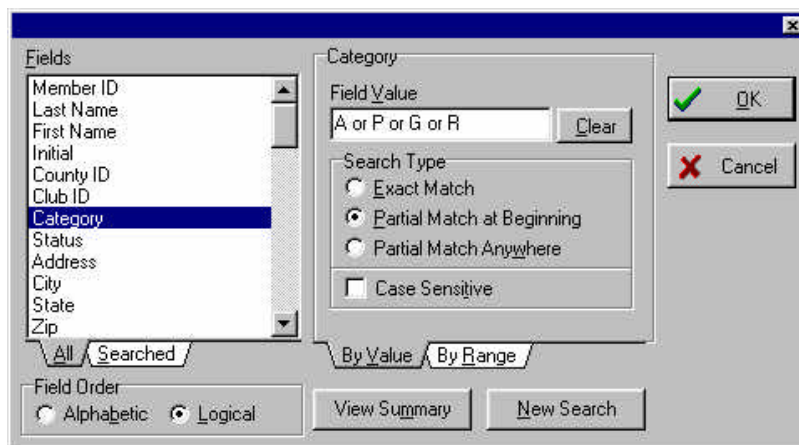 Fields
Member ID
Last Name
First Name
Initial
County ID
Club ID
Category
Status
Address
City
State
Zip
All
Searched
Field Order
Alphabetic
Logical
Category
Field Value
A or P or G or R
Clear
Search Type
Exact Match
Partial Match at Beginning
Partial Match Anywhere
Case Sensitive
By Value
By Range
View Summary
New Search
OK
Cancel